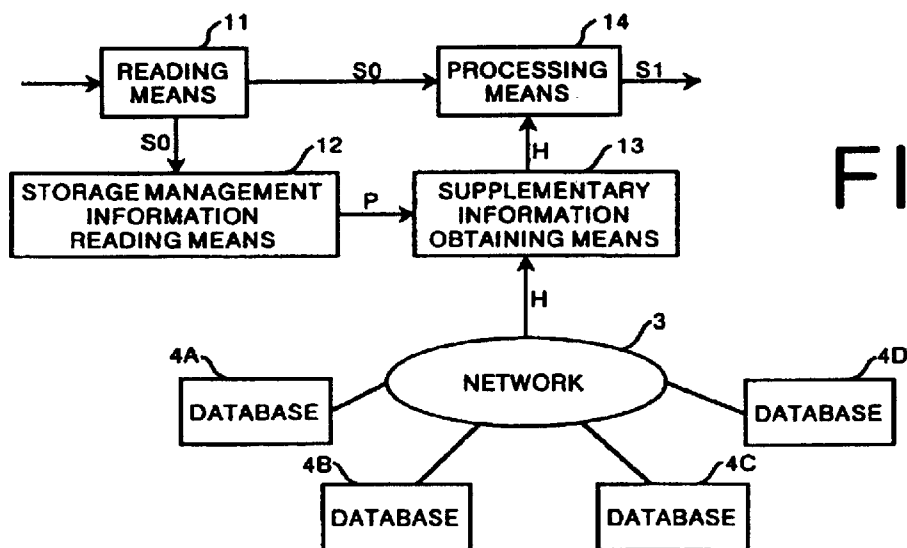 11
READING
MEANS
S0
14
PROCESSING
MEANS
S1
S0
12
STORAGE MANAGEMENT
INFORMATION
READING MEANS
P
H
13
SUPPLEMENTARY
INFORMATION
OBTAINING MEANS
FI
H
3
NETWORK
4A
DATABASE
4B
DATABASE
4C
DATABASE
4D
DATABASE